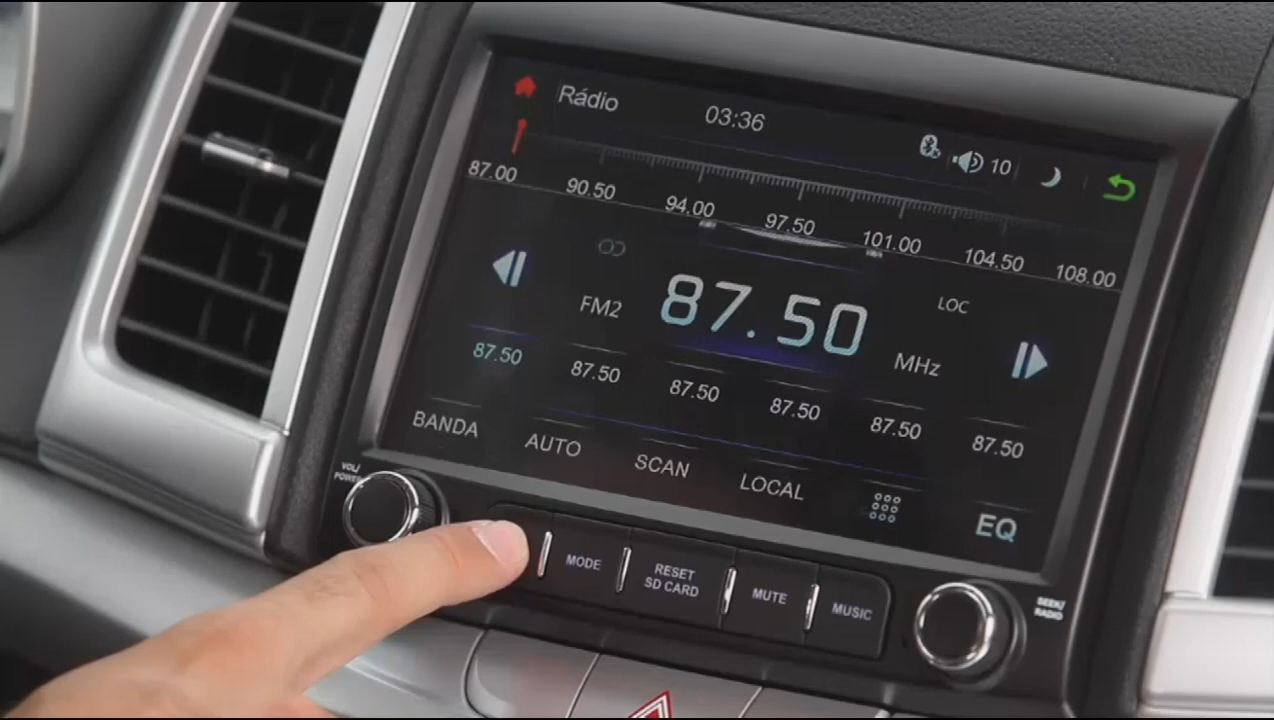 Rádio 03:36 10
87.00 90.50 94.00 97.50 101.00 104.50 108.00
FM2 87.50 MHz LOC
87.50 87.50 87.50 87.50 87.50 87.50
BANDA AUTO SCAN LOCAL EQ
VOL/
POWER
MODE
RESET
SD CARD
MUTE
MUSIC
SEEK/
RADIO